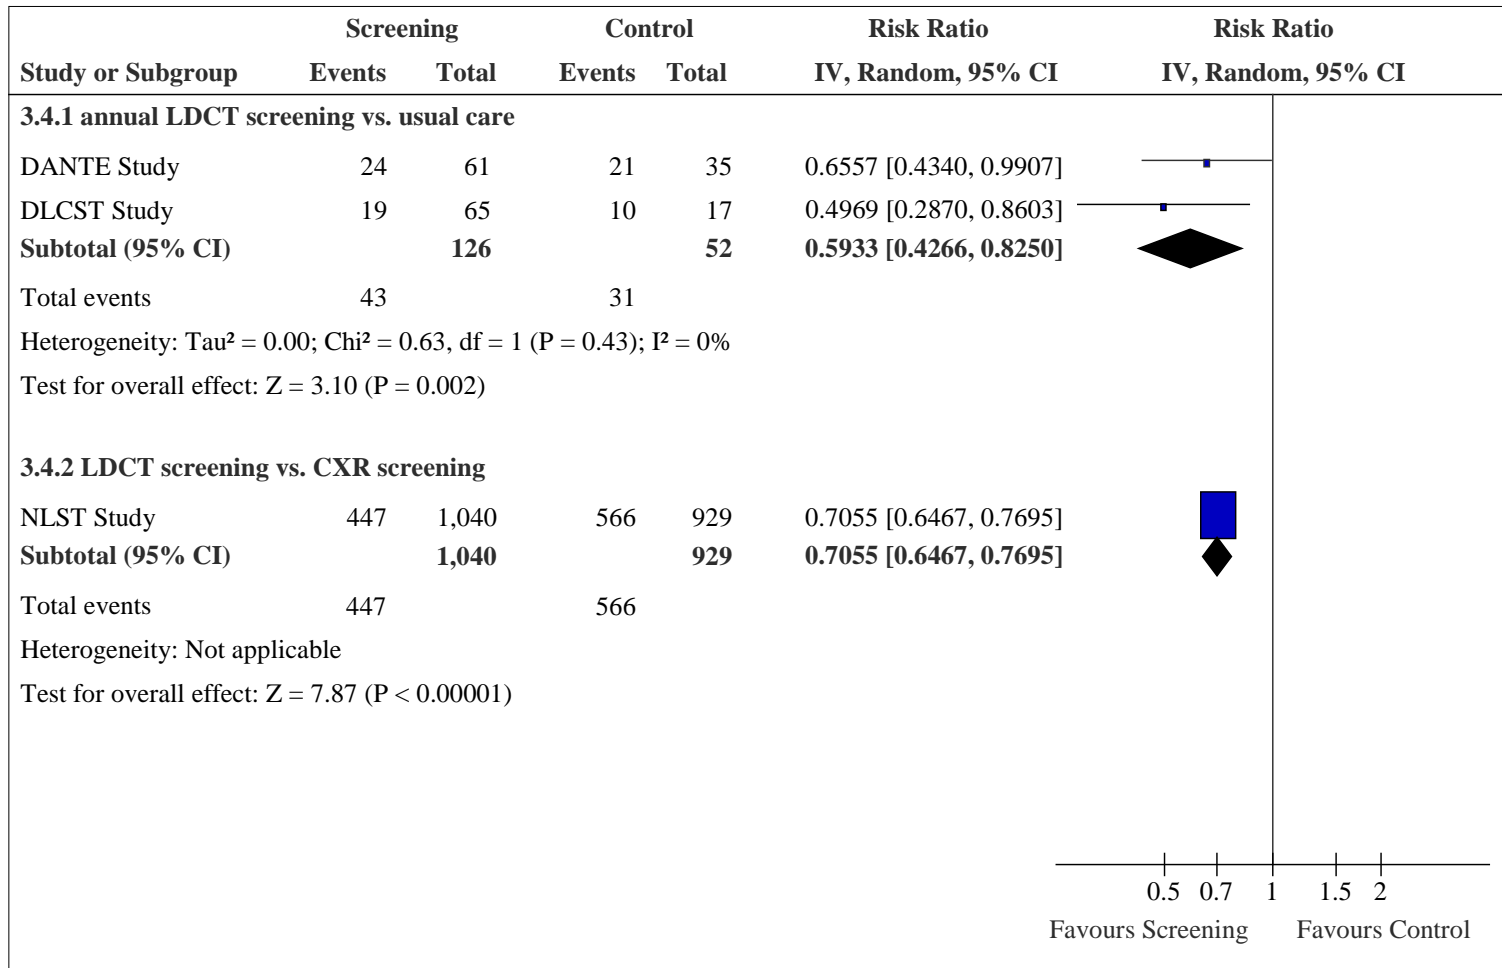 Screening Control Risk Ratio Risk Ratio
Study or Subgroup Events Total Events Total IV, Random, 95% CI IV, Random, 95% CI
3.4.1 annual LDCT screening vs. usual care
DANTE Study 24 61 21 35 0.6557 [0.4340, 0.9907]
DLCST Study 19 65 10 17 0.4969 [0.2870, 0.8603]
Subtotal (95% CI) 126 52 0.5933 [0.4266, 0.8250]
Total events 43 31
Heterogeneity: Tau² = 0.00; Chi² = 0.63, df = 1 (P = 0.43); I² = 0%
Test for overall effect: Z = 3.10 (P = 0.002)
3.4.2 LDCT screening vs. CXR screening
NLST Study 447 1,040 566 929 0.7055 [0.6467, 0.7695]
Subtotal (95% CI) 1,040 929 0.7055 [0.6467, 0.7695]
Total events 447 566
Heterogeneity: Not applicable
Test for overall effect: Z = 7.87 (P < 0.00001)
0.5 0.7 1 1.5 2
Favours Screening Favours Control